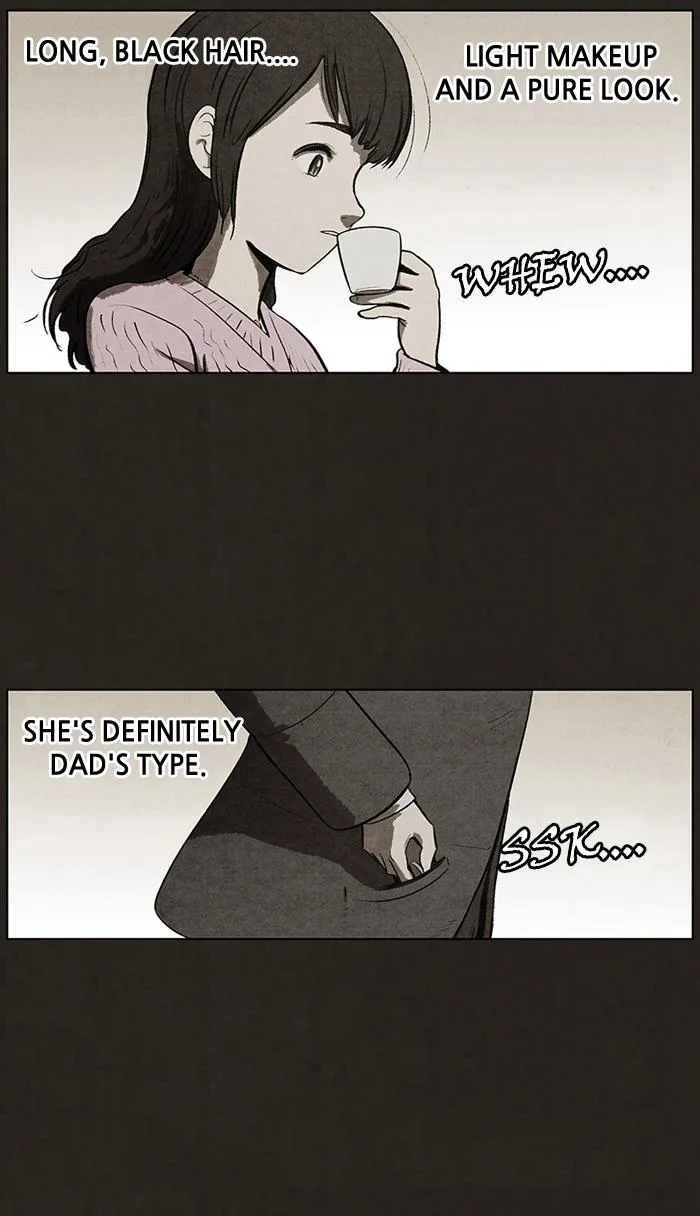 LONG, BLACK HAIR....
LIGHT MAKEUP
AND A PURE LOOK.
WHEW....
SHE'S DEFINITELY
DAD'S TYPE.
SSK....